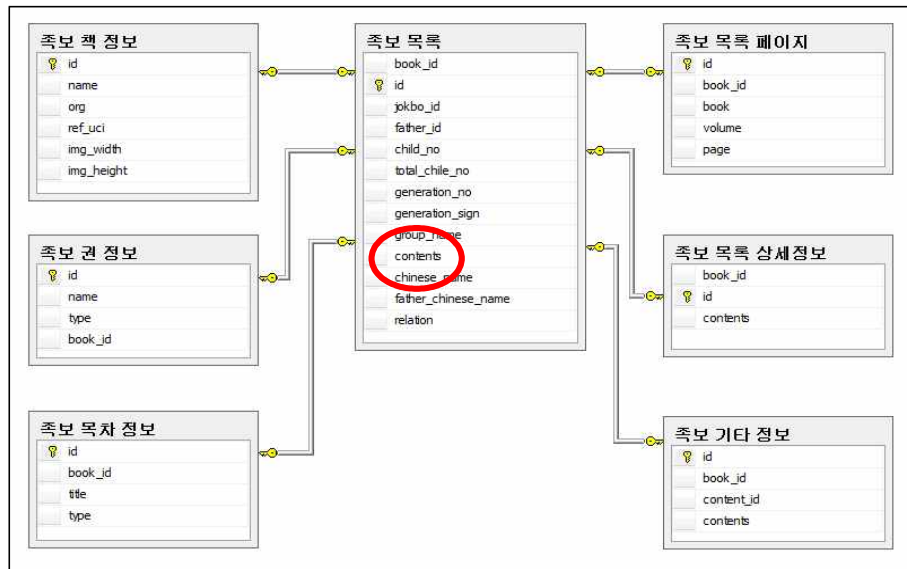 족보 책 정보
id
name
org
ref_uci
img_width
img_height
족보 권 정보
id
name
type
book_id
족보 목차 정보
id
book_id
title
type
족보 목록
book_id
id
jokbo_id
father_id
child_no
total_chile_no
generation_no
generation_sign
group_name
contents
chinese_name
father_chinese_name
relation
족보 목록 페이지
id
book_id
book
volume
page
족보 목록 상세정보
book_id
id
contents
족보 기타 정보
id
book_id
content_id
contents